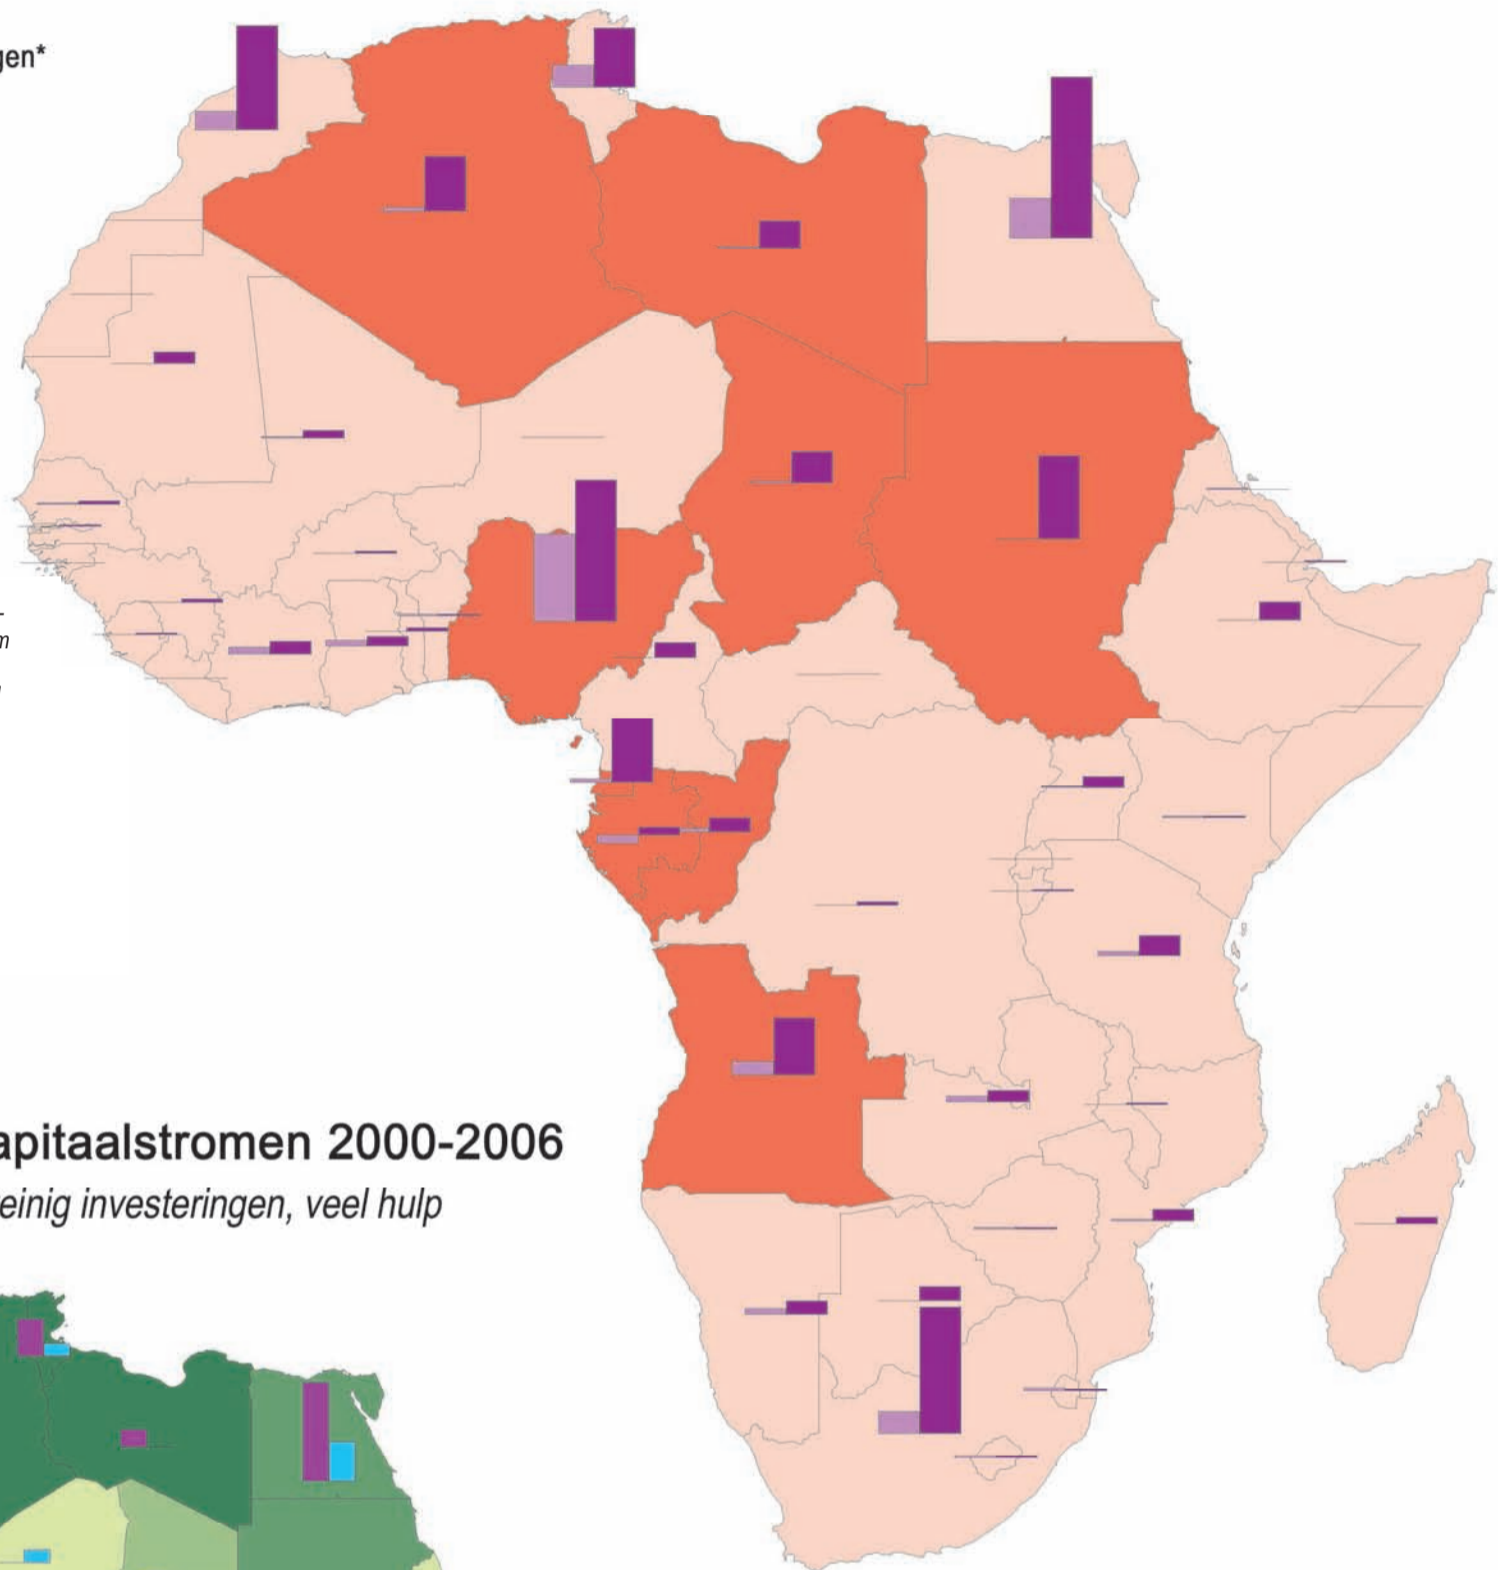 gen*
m
apitaalstromen 2000-2006
einig investeringen, veel hulp